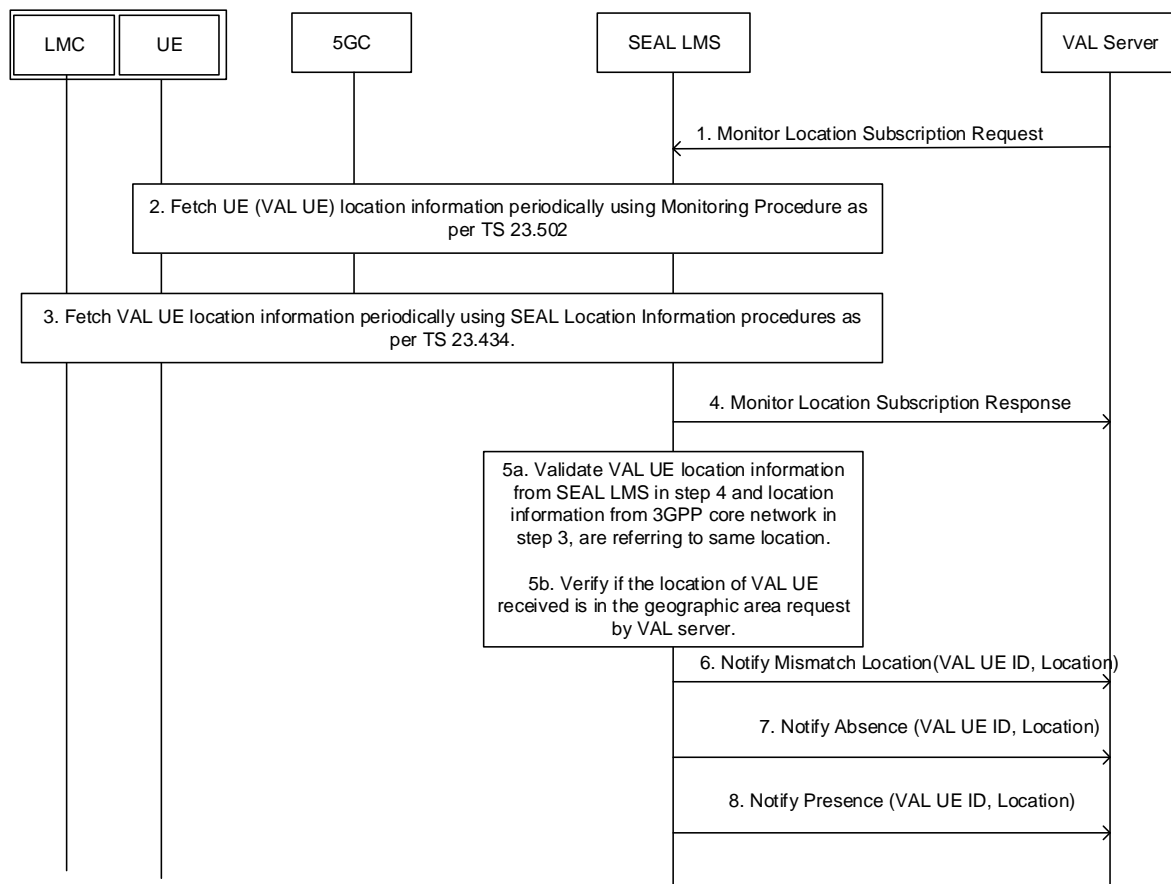 LMC
UE
5GC
SEAL LMS
VAL Server
1. Monitor Location Subscription Request
2. Fetch UE (VAL UE) location information periodically using Monitoring Procedure as
per TS 23.502
3. Fetch VAL UE location information periodically using SEAL Location Information procedures as
per TS 23.434.
4. Monitor Location Subscription Response
5a. Validate VAL UE location information
from SEAL LMS in step 4 and location
information from 3GPP core network in
step 3, are referring to same location.
5b. Verify if the location of VAL UE
received is in the geographic area request
by VAL server.
6. Notify Mismatch Location(VAL UE ID, Location)
7. Notify Absence (VAL UE ID, Location)
8. Notify Presence (VAL UE ID, Location)